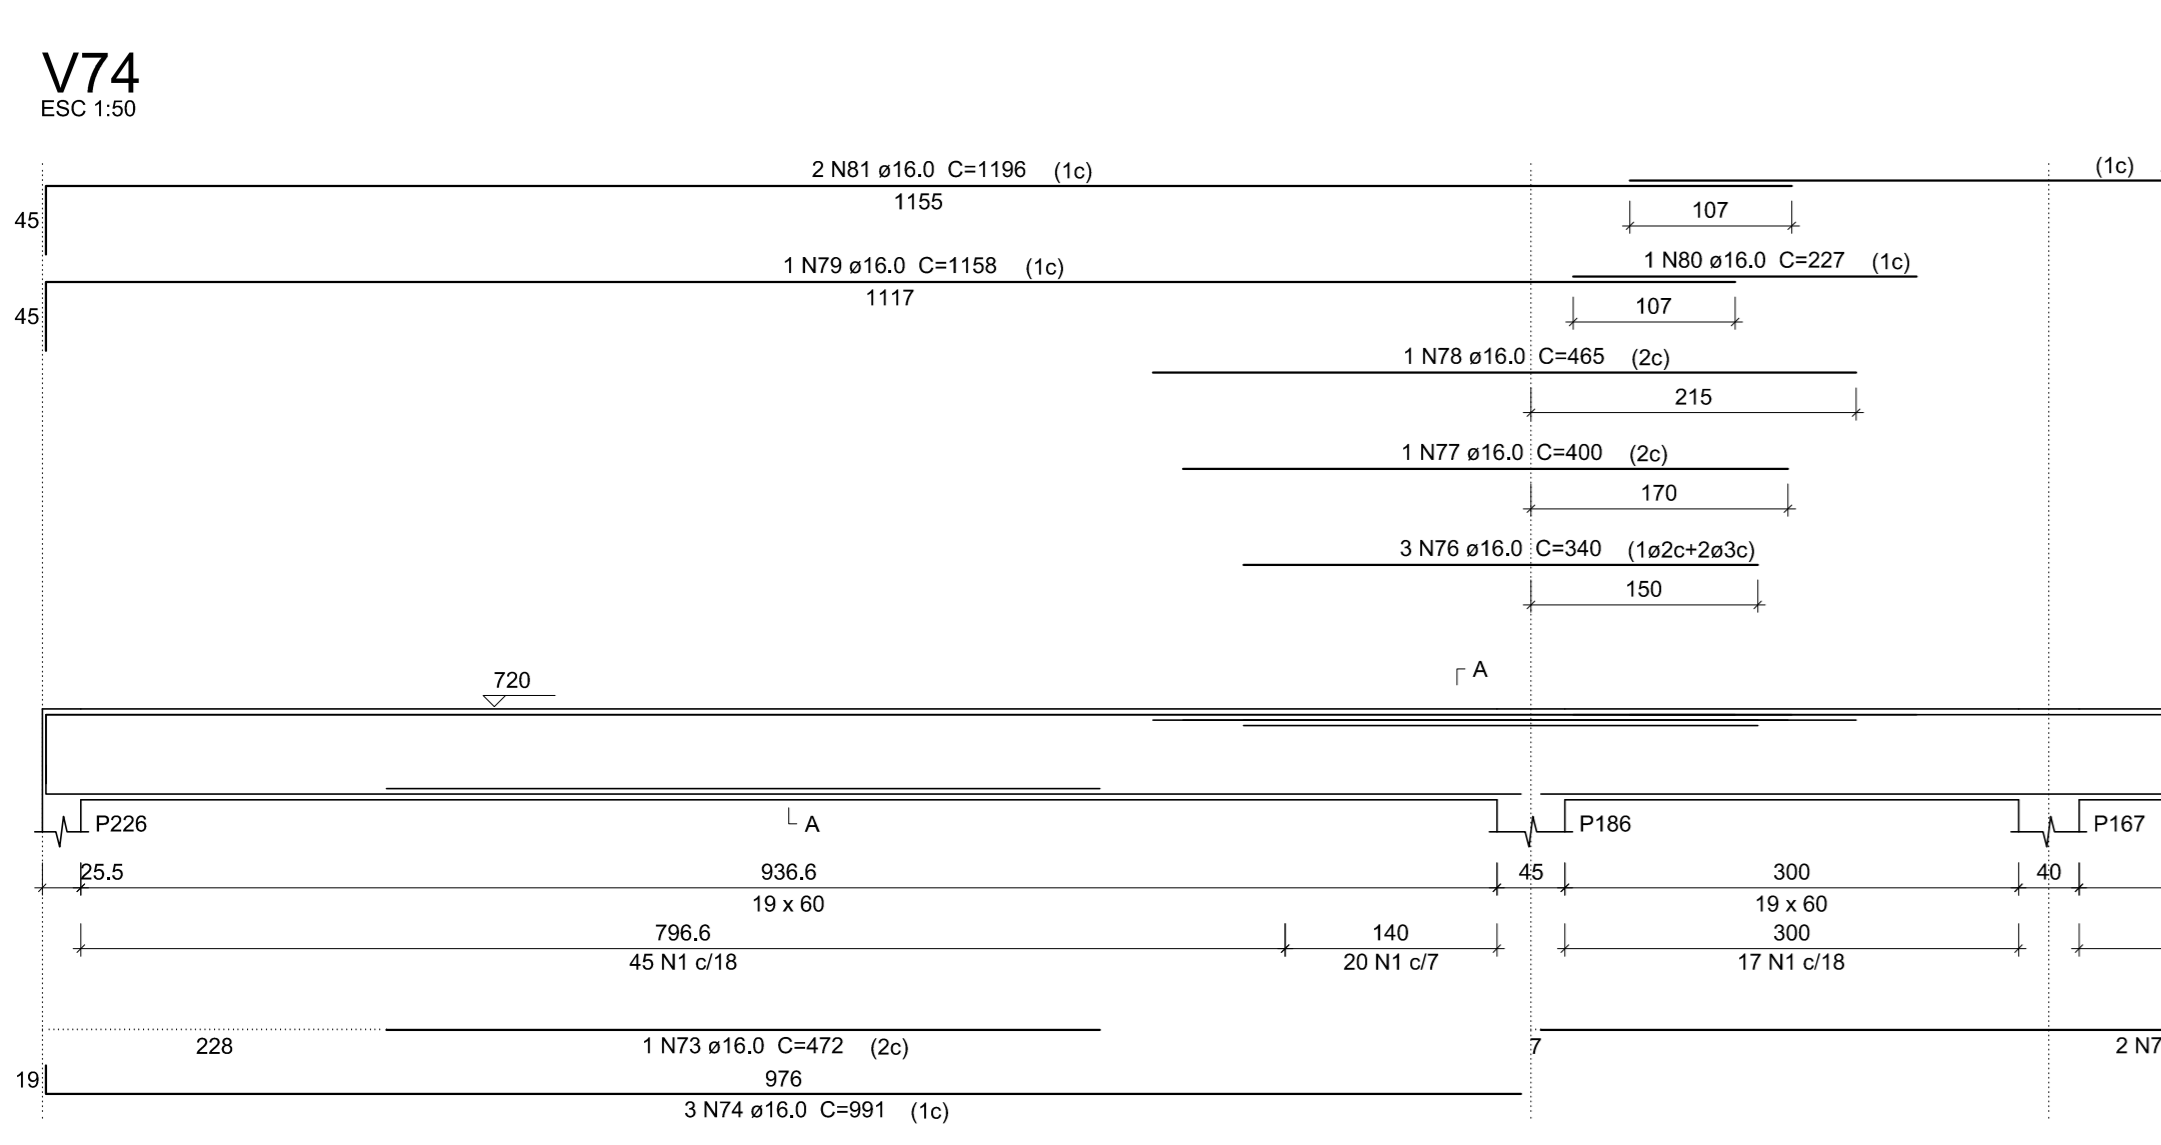 V74
ESC 1:50
2 N81 ø16.0 C=1196 (1c)
(1c)
1155
45
107
1 N79 ø16.0 C=1158 (1c)
1 N80 ø16.0 C=227 (1c)
1117
45
107
1 N78 ø16.0 C=465 (2c)
215
1 N77 ø16.0 C=400 (2c)
170
3 N76 ø16.0 C=340 (1ø2c+2ø3c)
150
A
720
P226
A
P186
P167
25.5
936.6
45
300
40
19 x 60
19 x 60
796.6
140
300
45 N1 c/18
20 N1 c/7
17 N1 c/18
228
1 N73 ø16.0 C=472 (2c)
7
2 N7
19
976
3 N74 ø16.0 C=991 (1c)